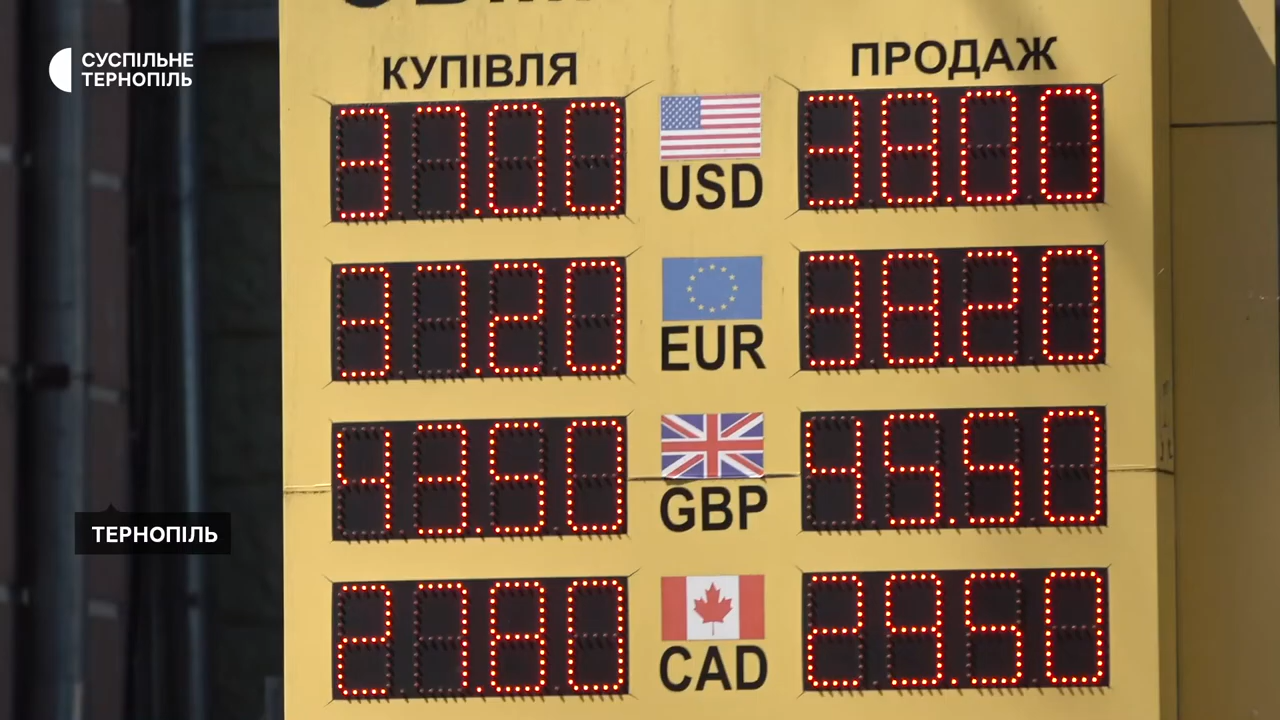 СУСПІЛЬНЕ
ТЕРНОПІЛЬ
КУПІВЛЯ ПРОДАЖ
37.00 USD 38.00
37.20 EUR 38.20
43.50 GBP 45.50
27.80 CAD 29.50
ТЕРНОПІЛЬ